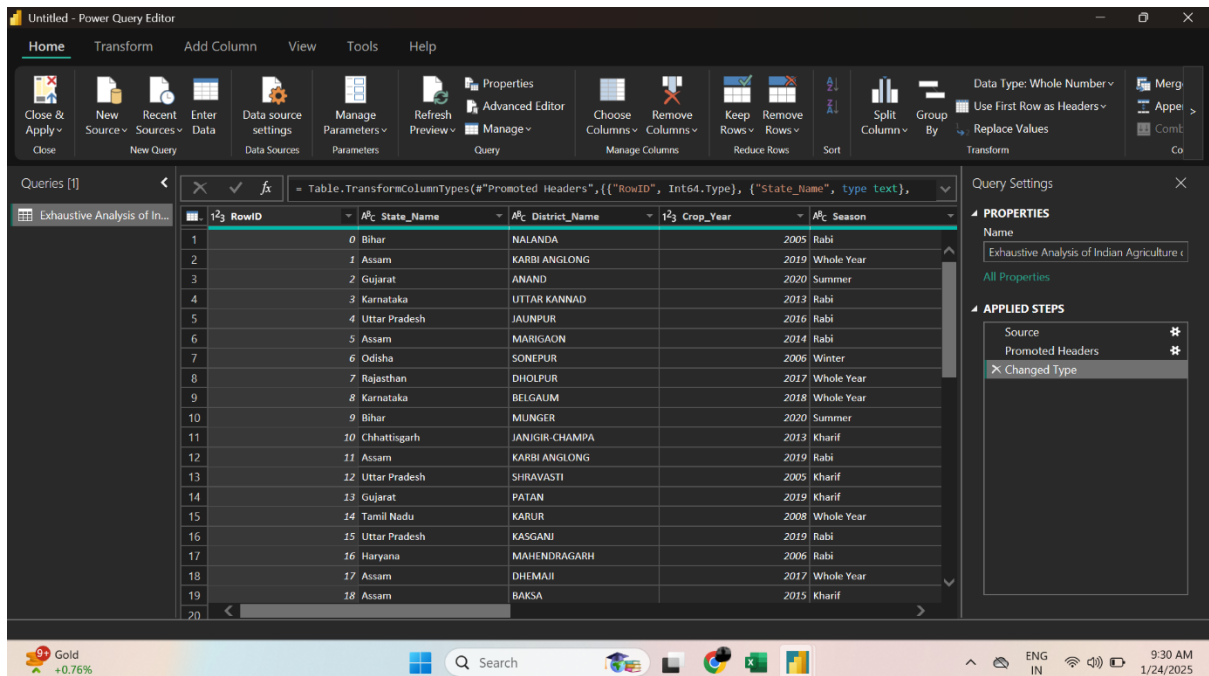 Untitled - Power Query Editor
Home Transform Add Column View Tools Help
Close & Apply
New Source
Recent Sources
Enter Data
Data source settings
Manage Parameters
Refresh Preview
Properties
Advanced Editor
Manage
Choose Columns
Remove Columns
Keep Rows
Remove Rows
Split Column
Group By
Data Type: Whole Number
Use First Row as Headers
Replace Values
Merg
Appe
Comb
Close New Query Data Sources Parameters Query Manage Columns Reduce Rows Sort Transform Co
Queries [1]
Exhaustive Analysis of In...
fx = Table.TransformColumnTypes(#"Promoted Headers",{{"RowID", Int64.Type}, {"State_Name", type text},
123 RowID ABC State_Name ABC District_Name 123 Crop_Year ABC Season
1 0 Bihar NALANDA 2005 Rabi
2 1 Assam KARBI ANGLONG 2019 Whole Year
3 2 Gujarat ANAND 2020 Summer
4 3 Karnataka UTTAR KANNAD 2013 Rabi
5 4 Uttar Pradesh JAUNPUR 2016 Rabi
6 5 Assam MARIGAON 2014 Rabi
7 6 Odisha SONEPUR 2006 Winter
8 7 Rajasthan DHOLPUR 2017 Whole Year
9 8 Karnataka BELGAUM 2018 Whole Year
10 9 Bihar MUNGER 2020 Summer
11 10 Chhattisgarh JANJGIR-CHAMPA 2013 Kharif
12 11 Assam KARBI ANGLONG 2019 Rabi
13 12 Uttar Pradesh SHRAVASTI 2005 Kharif
14 13 Gujarat PATAN 2019 Kharif
15 14 Tamil Nadu KARUR 2008 Whole Year
16 15 Uttar Pradesh KASGANJ 2019 Rabi
17 16 Haryana MAHENDRAGARH 2006 Rabi
18 17 Assam DHEMAJI 2017 Whole Year
19 18 Assam BAKSA 2015 Kharif
20
Query Settings
PROPERTIES
Name
Exhaustive Analysis of Indian Agriculture
All Properties
APPLIED STEPS
Source
Promoted Headers
Changed Type
9+ Gold
+0.76%
Search
ENG
IN
9:30 AM
1/24/2025